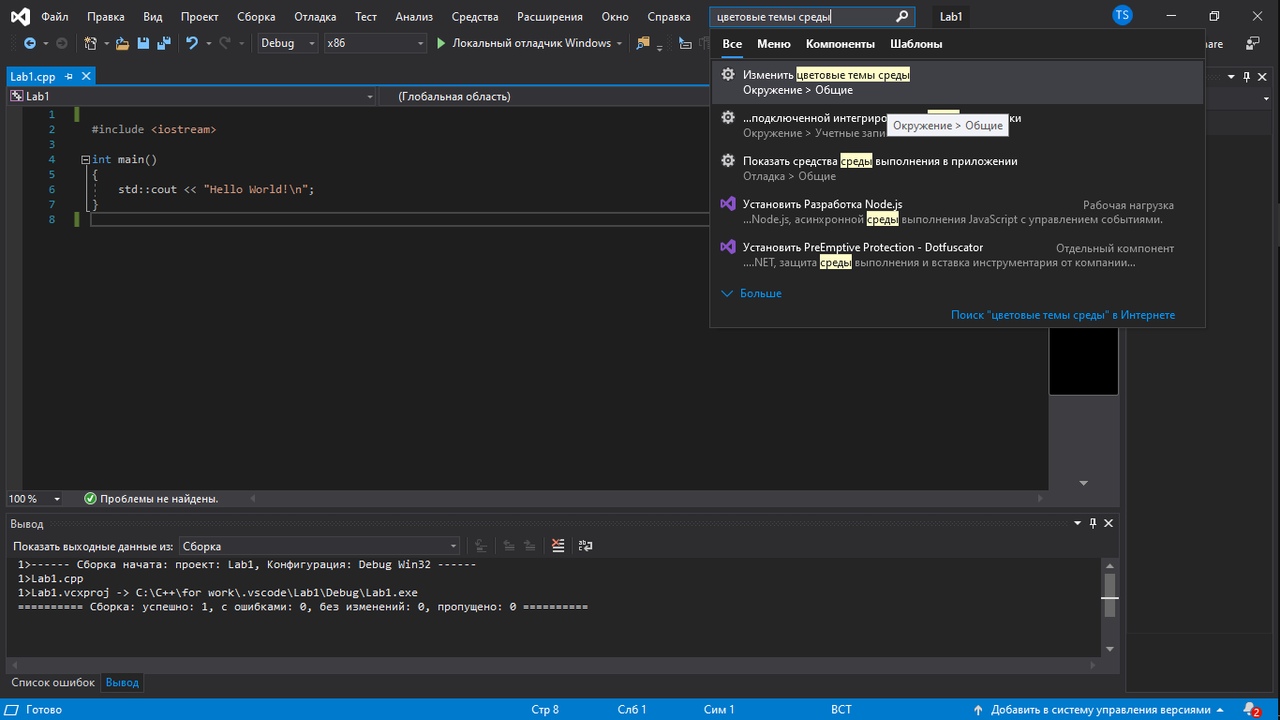 Файл Правка Вид Проект Сборка Отладка Тест Анализ Средства Расширения Окно Справка цветовые темы среды Lab1 TS
Debug x86 Локальный отладчик Windows are
Все Меню Компоненты Шаблоны
Изменить цветовые темы среды
Окружение > Общие
...подключенной интегриро ки
Окружение > Учетные запи
Окружение > Общие
Показать средства среды выполнения в приложении
Отладка > Общие
Установить Разработка Node.js Рабочая нагрузка
...Node.js, асинхронной среды выполнения JavaScript с управлением событиями.
Установить PreEmptive Protection - Dotfuscator Отдельный компонент
....NET, защита среды выполнения и вставка инструментария от компании...
Больше
Поиск "цветовые темы среды" в Интернете
Lab1.cpp
Lab1 (Глобальная область)
1
2 #include <iostream>
3
4 int main()
5 {
6 std::cout << "Hello World!\n";
7 }
8
100 % Проблемы не найдены.
Вывод
Показать выходные данные из: Сборка
1>------ Сборка начата: проект: Lab1, Конфигурация: Debug Win32 ------
1>Lab1.cpp
1>Lab1.vcxproj -> C:\C++\for work\.vscode\Lab1\Debug\Lab1.exe
========== Сборка: успешно: 1, с ошибками: 0, без изменений: 0, пропущено: 0 ==========
Список ошибок Вывод
Готово Стр 8 Слб 1 Сим 1 ВСТ Добавить в систему управления версиями 2